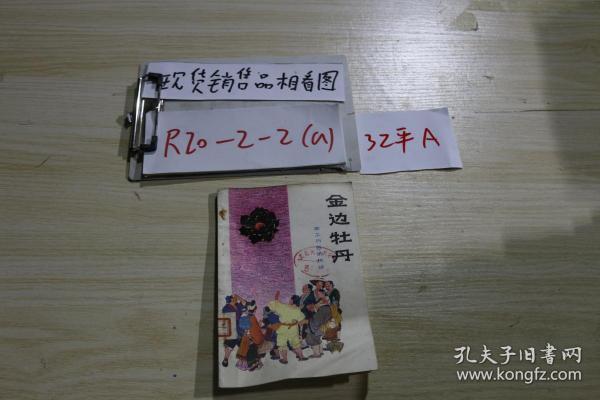 现货销售品相看图
R20-2-2(a)
32平A
金边牡丹
孔夫子旧书网
www.kongfz.com